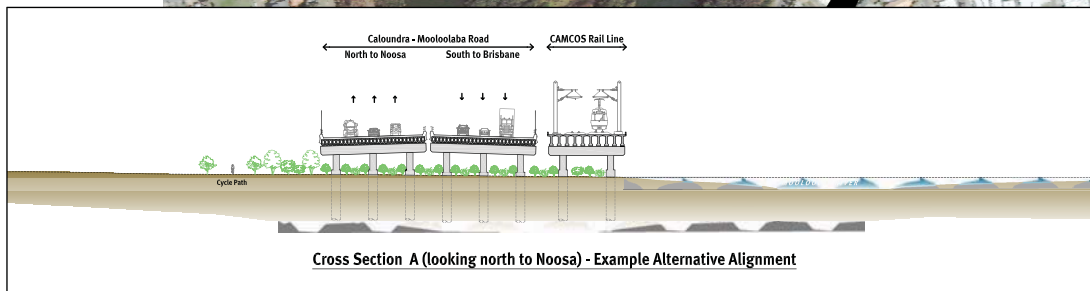 Caloundra - Mooloolaba Road
CAMCOS Rail Line
North to Noosa
South to Brisbane
Cycle Path
Cross Section A (looking north to Noosa) - Example Alternative Alignment